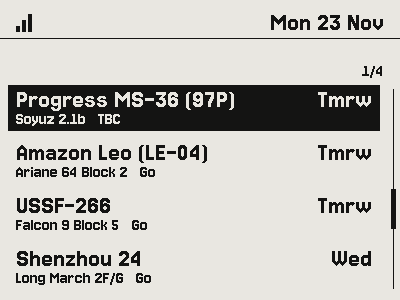 Mon 23 Nov
1/4
Progress MS-36 (97P) Tmrw
Soyuz 2.1b TBC
Amazon Leo (LE-04) Tmrw
Ariane 64 Block 2 Go
USSF-266 Tmrw
Falcon 9 Block 5 Go
Shenzhou 24 Wed
Long March 2F/G Go